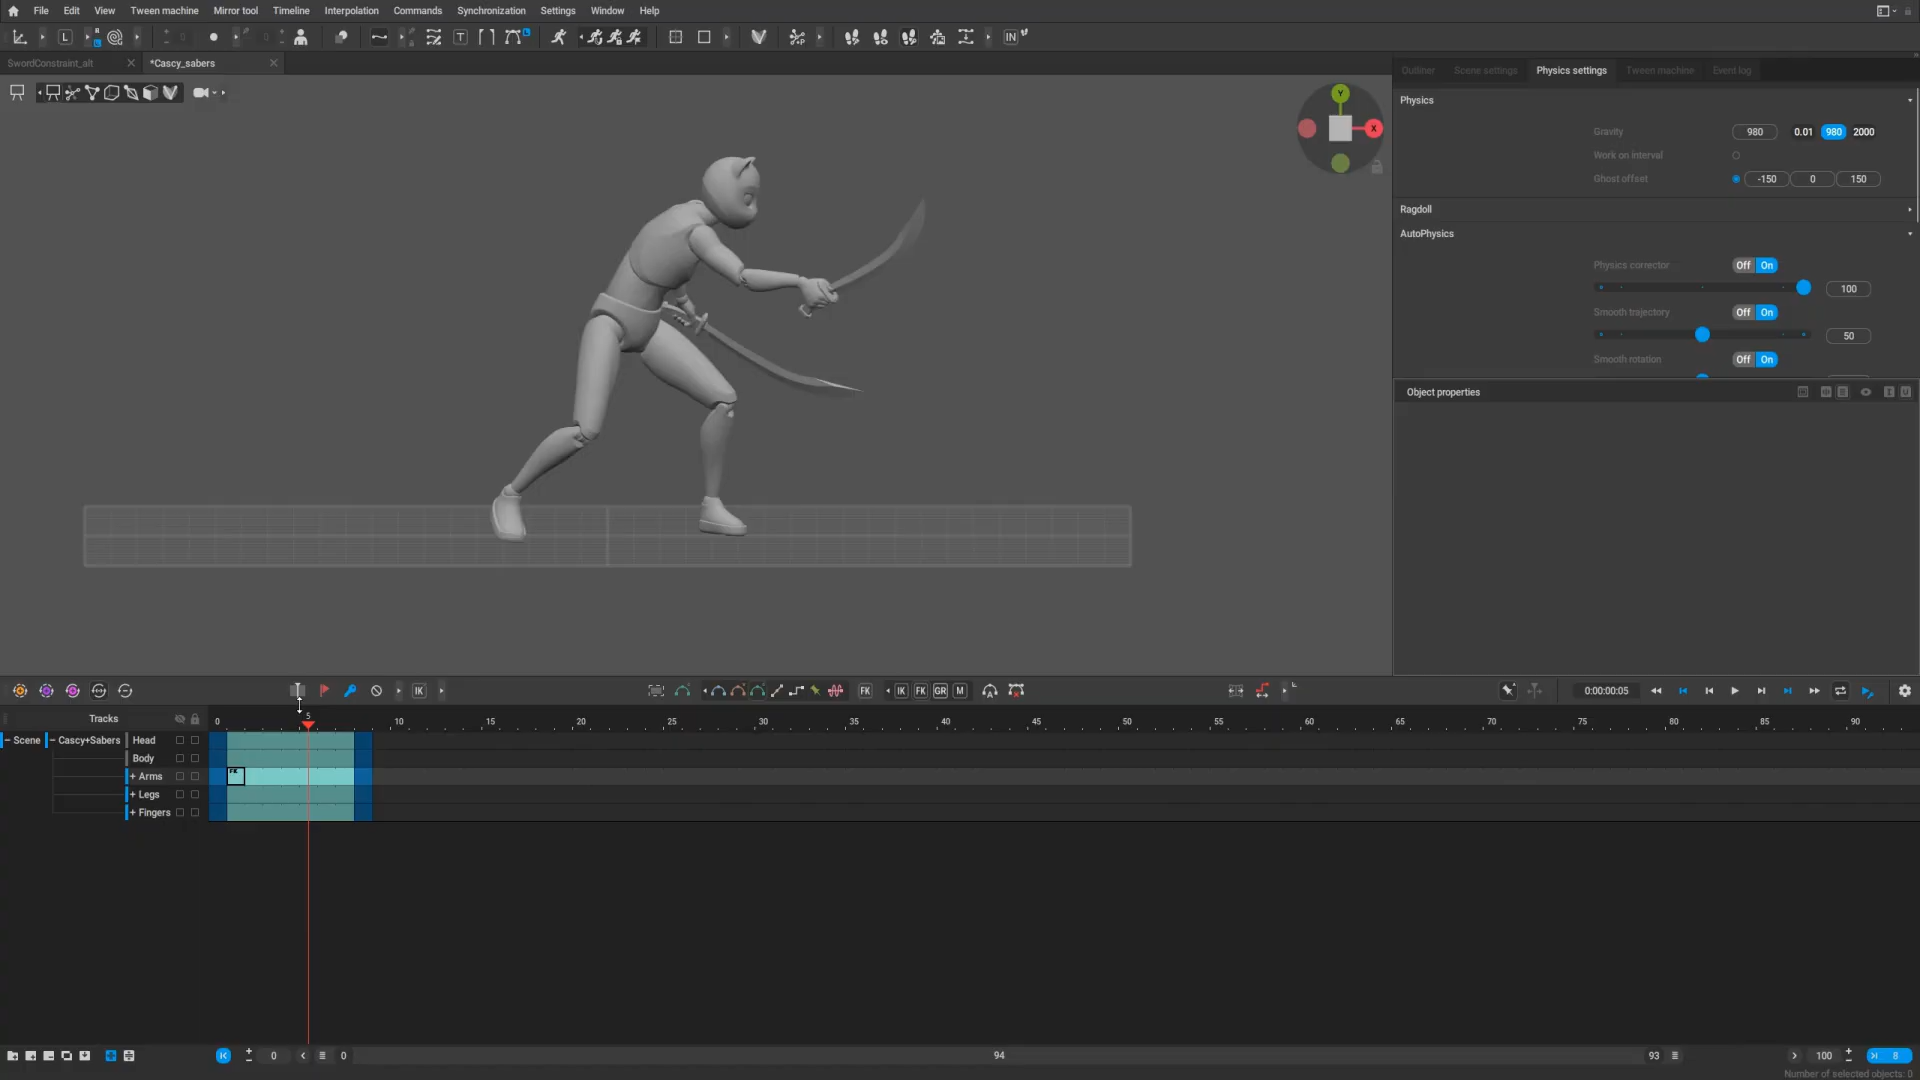 File Edit View Tween machine Mirror tool Timeline Interpolation Commands Synchronization Settings Window Help
L T IN
SwordConstraint_alt *Cascy_sabers
Outliner Scene settings Physics settings Tween machine Event log
Y
X
Physics
Gravity 980 0.01 980 2000
Work on interval
Ghost offset -150 0 150
Ragdoll
AutoPhysics
Physics corrector Off On
100
Smooth trajectory Off On
50
Smooth rotation Off On
Object properties
IK FK IK FK GR M 0:00:00:05
Tracks 0 5 10 15 20 25 30 35 40 45 50 55 60 65 70 75 80 85 90
Scene Cascy+Sabers Head
Body
+ Arms FK
+ Legs
+ Fingers
0 0 94 93 100 8
Number of selected objects: 0